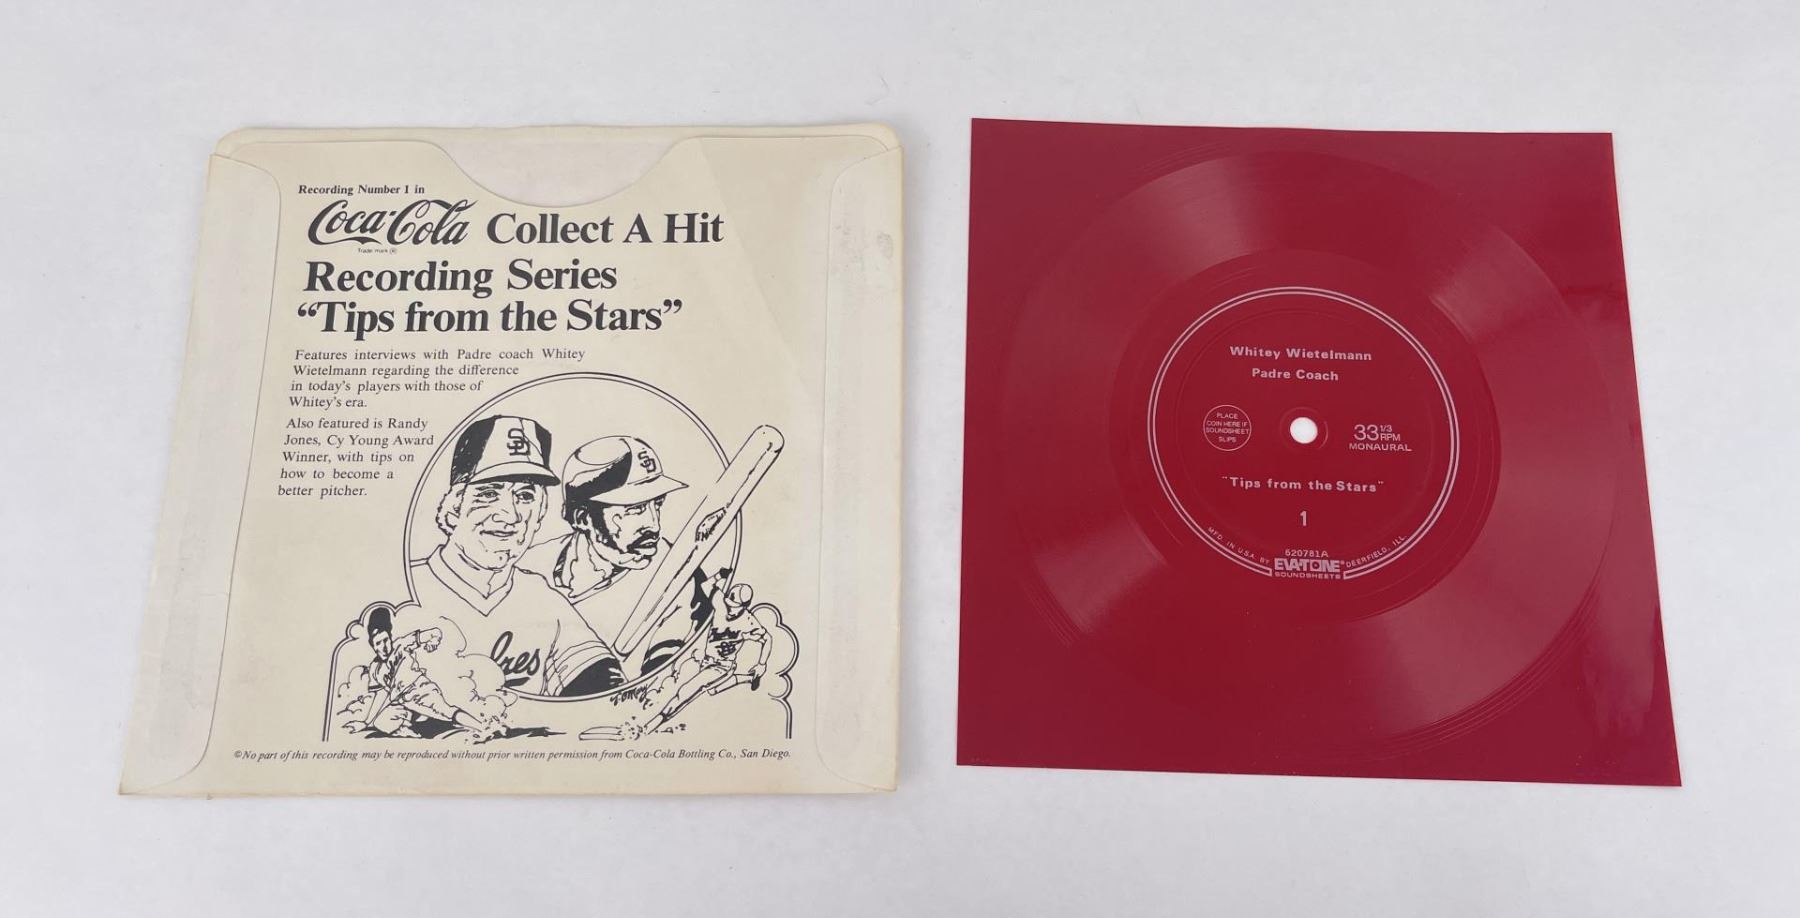 Recording Number 1 in
Coca-Cola Collect A Hit
Trade mark ®
Recording Series
“Tips from the Stars”
Features interviews with Padre coach Whitey
Wietelmann regarding the difference
in today's players with those of
Whitey's era.
Also featured is Randy
Jones, Cy Young Award
Winner, with tips on
how to become a
better pitcher.
SD
SD
dres
©No part of this recording may be reproduced without prior written permission from Coca-Cola Bottling Co., San Diego.
Whitey Wietelmann
Padre Coach
PLACE
COIN HERE IF
SOUNDSHEET
SLIPS
33 1/3
RPM
MONAURAL
"Tips from the Stars"
1
620781A
MFD. IN U.S.A. BY EVA-TONE® DEERFIELD, ILL.
SOUNDSHEETS